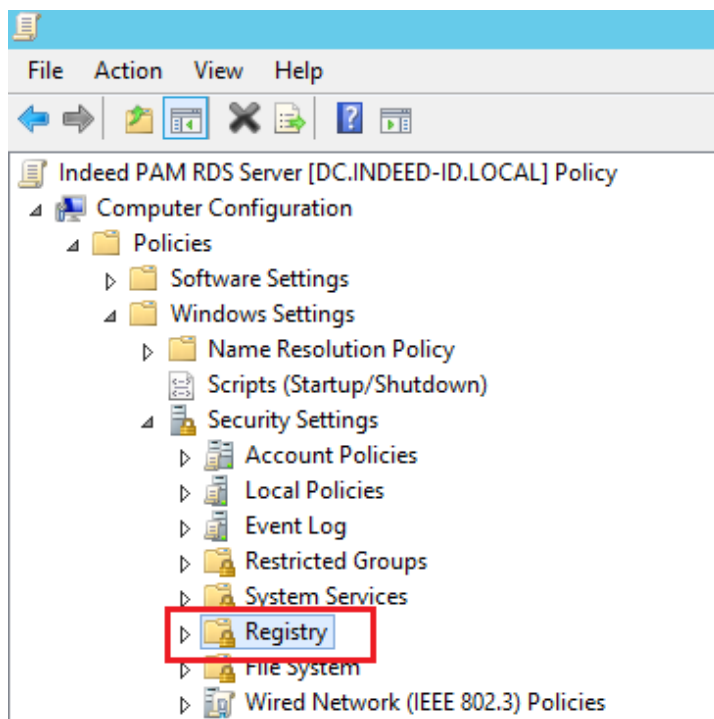 File Action View Help
Indeed PAM RDS Server [DC.INDEED-ID.LOCAL] Policy
Computer Configuration
Policies
Software Settings
Windows Settings
Name Resolution Policy
Scripts (Startup/Shutdown)
Security Settings
Account Policies
Local Policies
Event Log
Restricted Groups
System Services
Registry
File System
Wired Network (IEEE 802.3) Policies